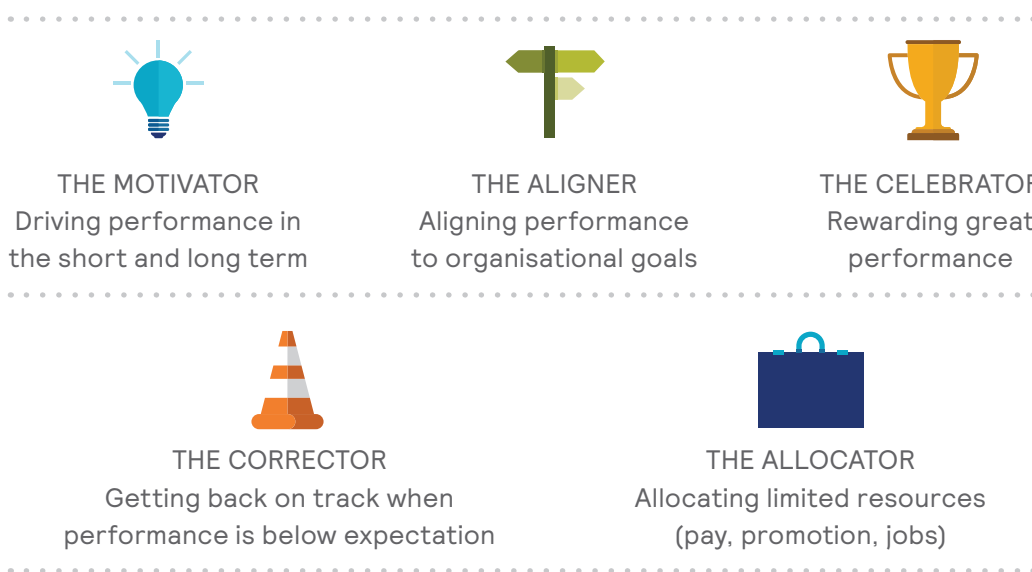 THE MOTIVATOR
Driving performance in
the short and long term
THE ALIGNER
Aligning performance
to organisational goals
THE CELEBRATOR
Rewarding great
performance
THE CORRECTOR
Getting back on track when
performance is below expectation
THE ALLOCATOR
Allocating limited resources
(pay, promotion, jobs)